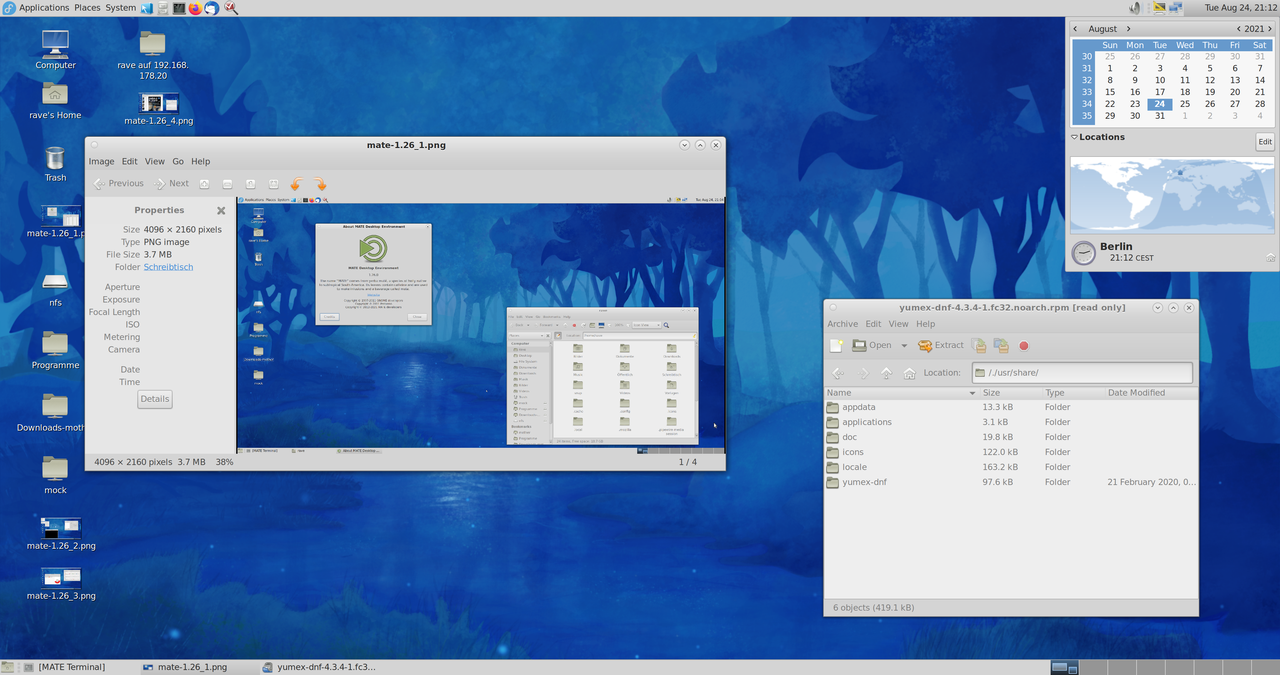 Applications Places System
Tue Aug 24, 21:12
Computer
rave auf 192.168.178.20
rave's Home
mate-1.26_4.png
Trash
mate-1.26_1.p
nfs
Programme
Downloads-moth
mock
mate-1.26_2.png
mate-1.26_3.png
mate-1.26_1.png
Image Edit View Go Help
Previous Next
Properties
Size 4096 × 2160 pixels
Type PNG image
File Size 3.7 MB
Folder Schreibtisch
Aperture
Exposure
Focal Length
ISO
Metering
Camera
Date
Time
Details
About MATE Desktop Environment
MATE Desktop Environment
4096 × 2160 pixels 3.7 MB 38%
1 / 4
August 2021
Sun Mon Tue Wed Thu Fri Sat
30 25 26 27 28 29 30 31
31 1 2 3 4 5 6 7
32 8 9 10 11 12 13 14
33 15 16 17 18 19 20 21
34 22 23 24 25 26 27 28
35 29 30 31 1 2 3 4
Locations
Edit
Berlin
21:12 CEST
yumex-dnf-4.3.4-1.fc32.noarch.rpm [read only]
Archive Edit View Help
Open Extract
Location: /./usr/share/
Name Size Type Date Modified
appdata 13.3 kB Folder
applications 3.1 kB Folder
doc 19.8 kB Folder
icons 122.0 kB Folder
locale 163.2 kB Folder
yumex-dnf 97.6 kB Folder 21 February 2020, 0...
6 objects (419.1 kB)
[MATE Terminal] mate-1.26_1.png yumex-dnf-4.3.4-1.fc3...